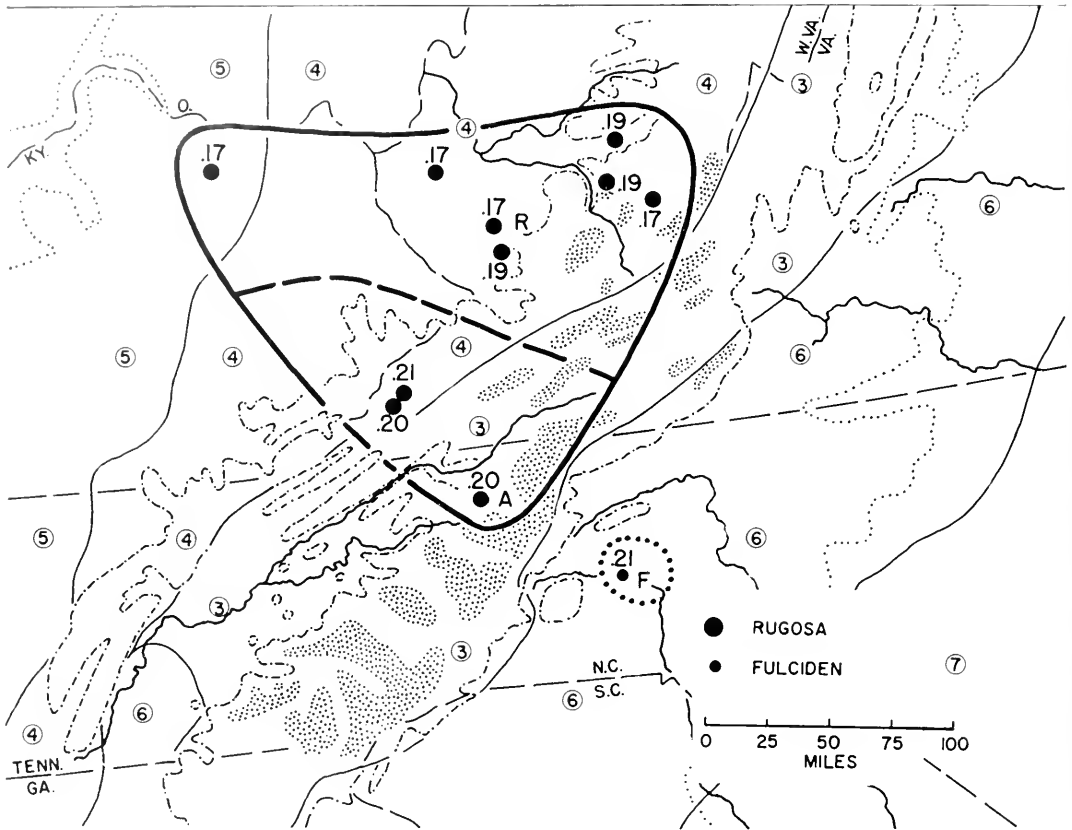 W. VA.
VA.
5
4
4
3
O.
4
KY.
.19
.17
.17
.19
17
6
17 R
.19
3
5
4
4
6
.21
.20
3
20
A
5
4
6
.21
F
3
RUGOSA
3
FULCIDEN
N.C.
S.C.
7
6
6
4
0 25 50 75 100
MILES
TENN.
GA.